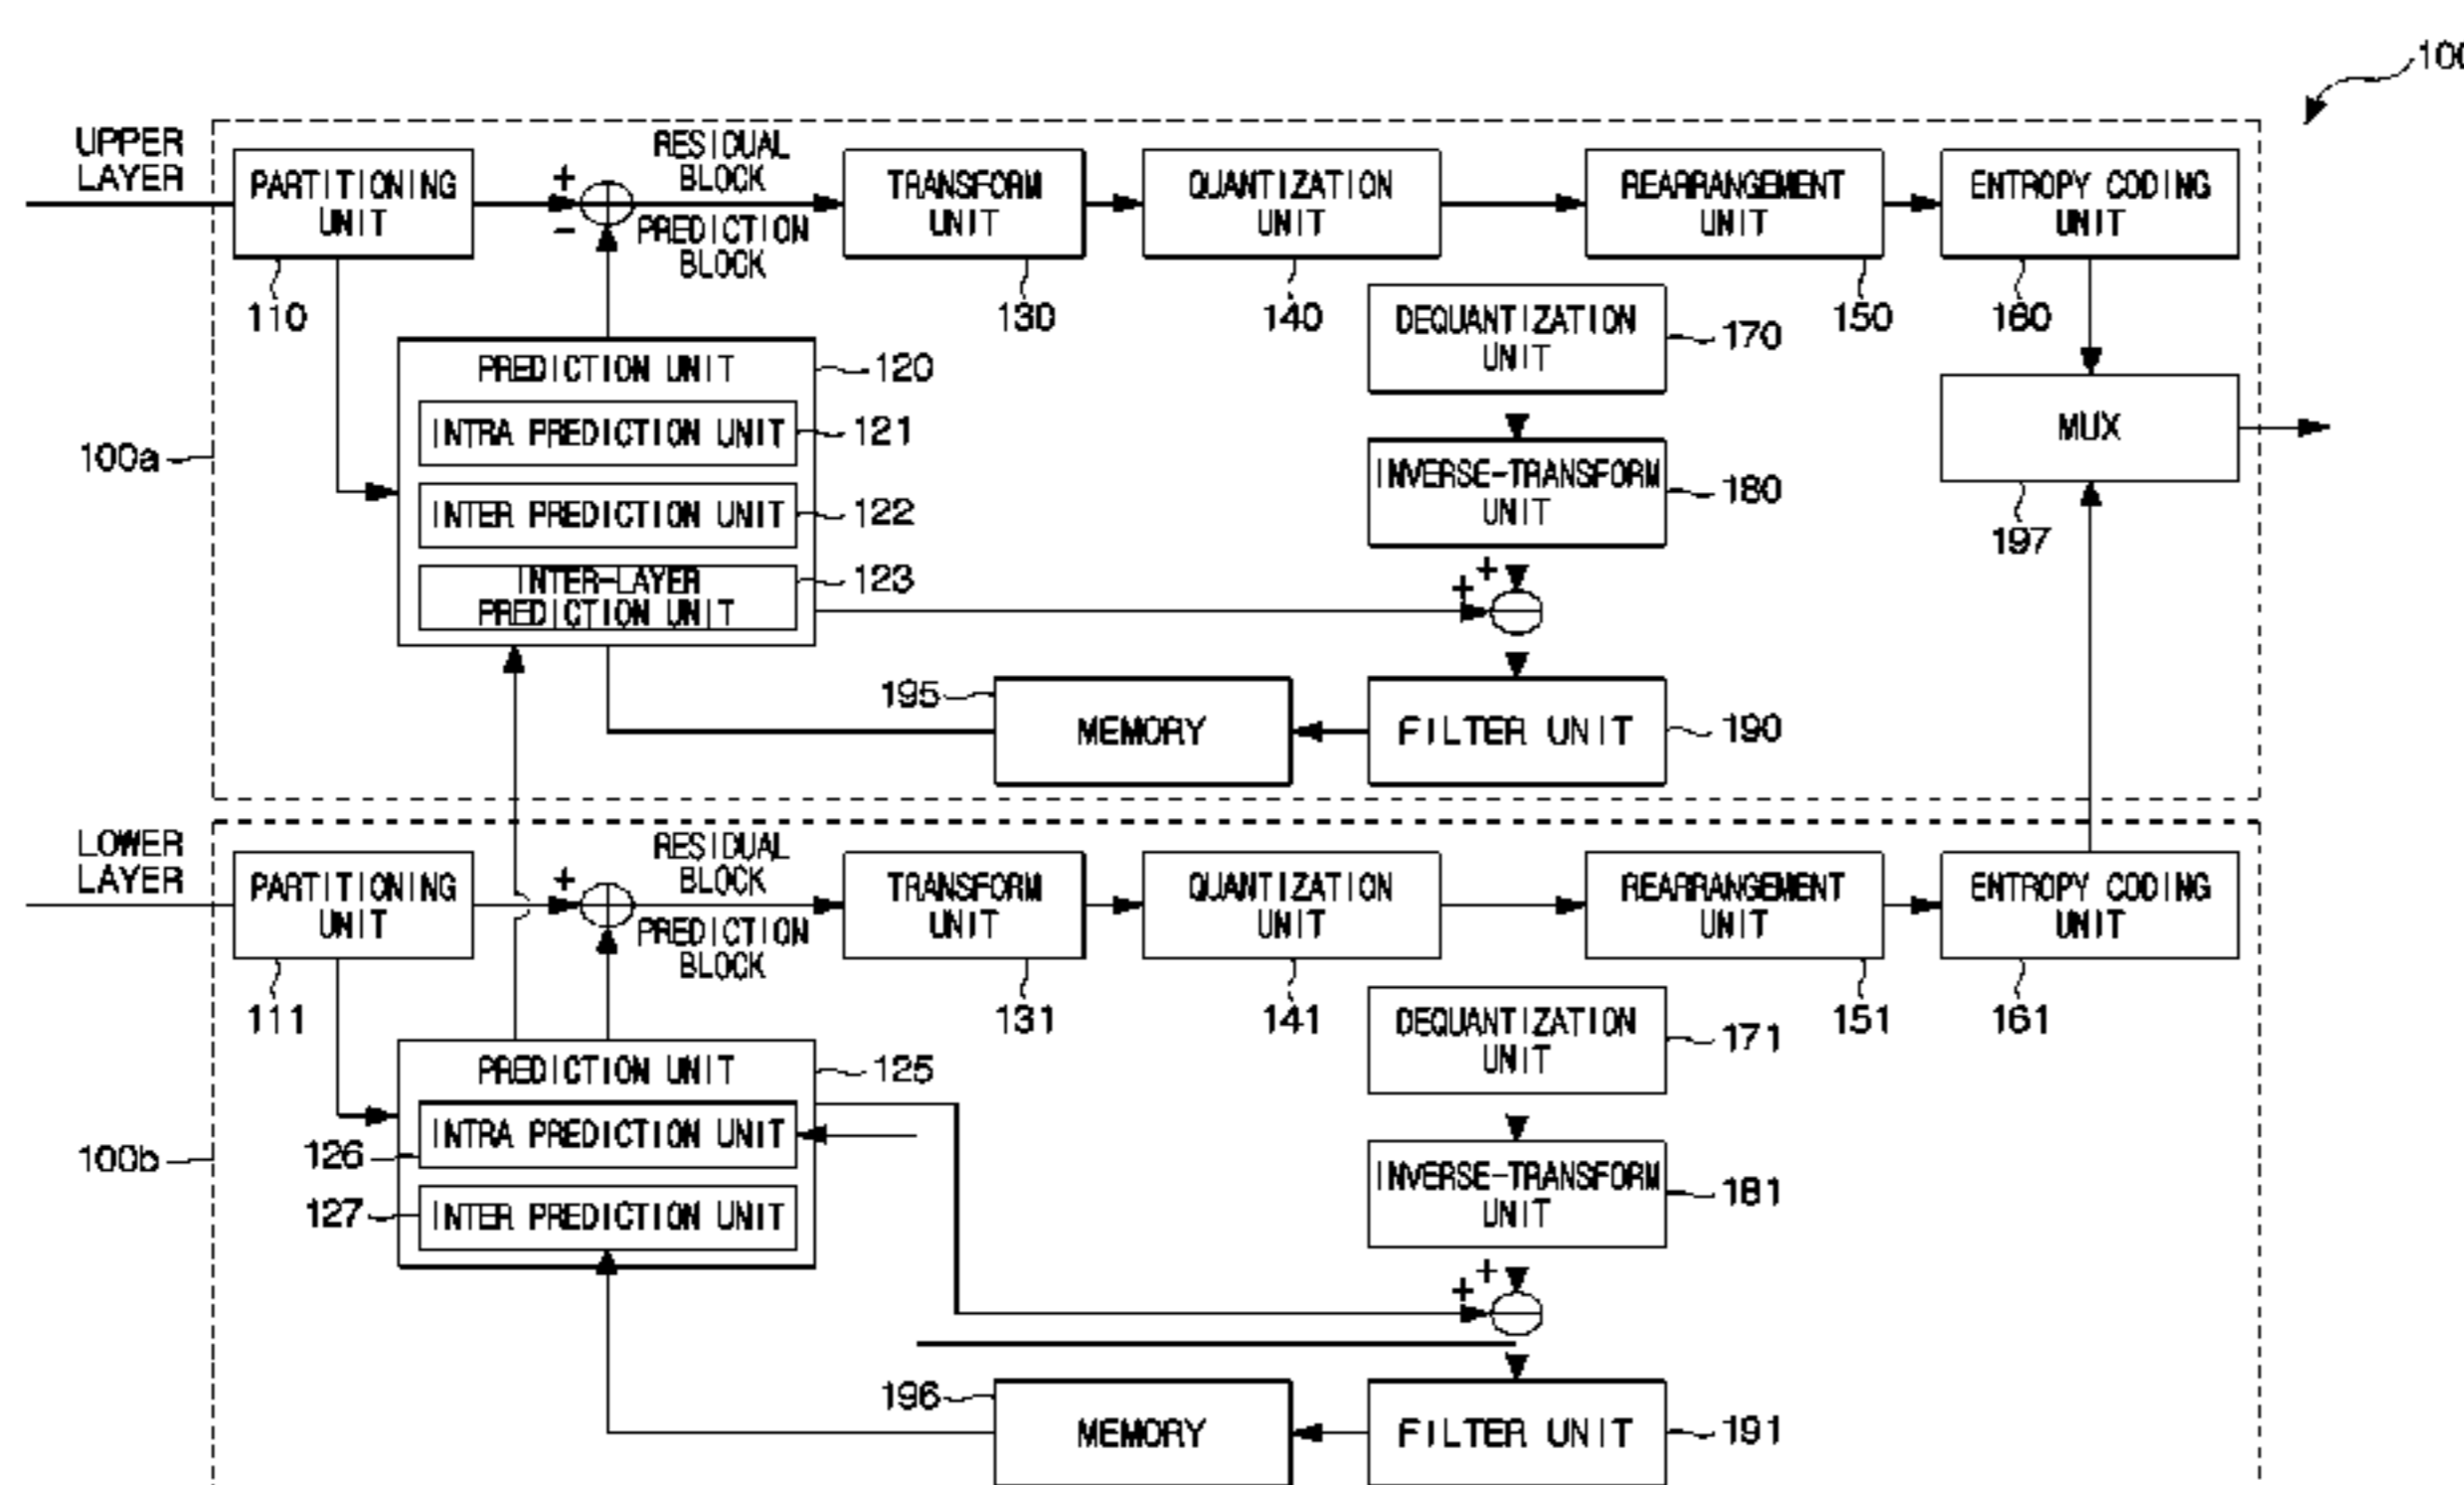 100
UPPER
LAYER
PARTITIONING
UNIT
110
+
−
RESIDUAL
BLOCK
PREDICTION
BLOCK
TRANSFORM
UNIT
130
QUANTIZATION
UNIT
140
REARRANGEMENT
UNIT
150
ENTROPY CODING
UNIT
160
DEQUANTIZATION
UNIT
170
PREDICTION UNIT
120
INTRA PREDICTION UNIT
121
INTER PREDICTION UNIT
122
INTER-LAYER
PREDICTION UNIT
123
100a
INVERSE-TRANSFORM
UNIT
180
MUX
197
+
+
195
MEMORY
FILTER UNIT
190
LOWER
LAYER
PARTITIONING
UNIT
111
+
RESIDUAL
BLOCK
PREDICTION
BLOCK
TRANSFORM
UNIT
131
QUANTIZATION
UNIT
141
REARRANGEMENT
UNIT
151
ENTROPY CODING
UNIT
161
DEQUANTIZATION
UNIT
171
PREDICTION UNIT
125
INTRA PREDICTION UNIT
126
INTER PREDICTION UNIT
127
100b
INVERSE-TRANSFORM
UNIT
181
+
+
196
MEMORY
FILTER UNIT
191